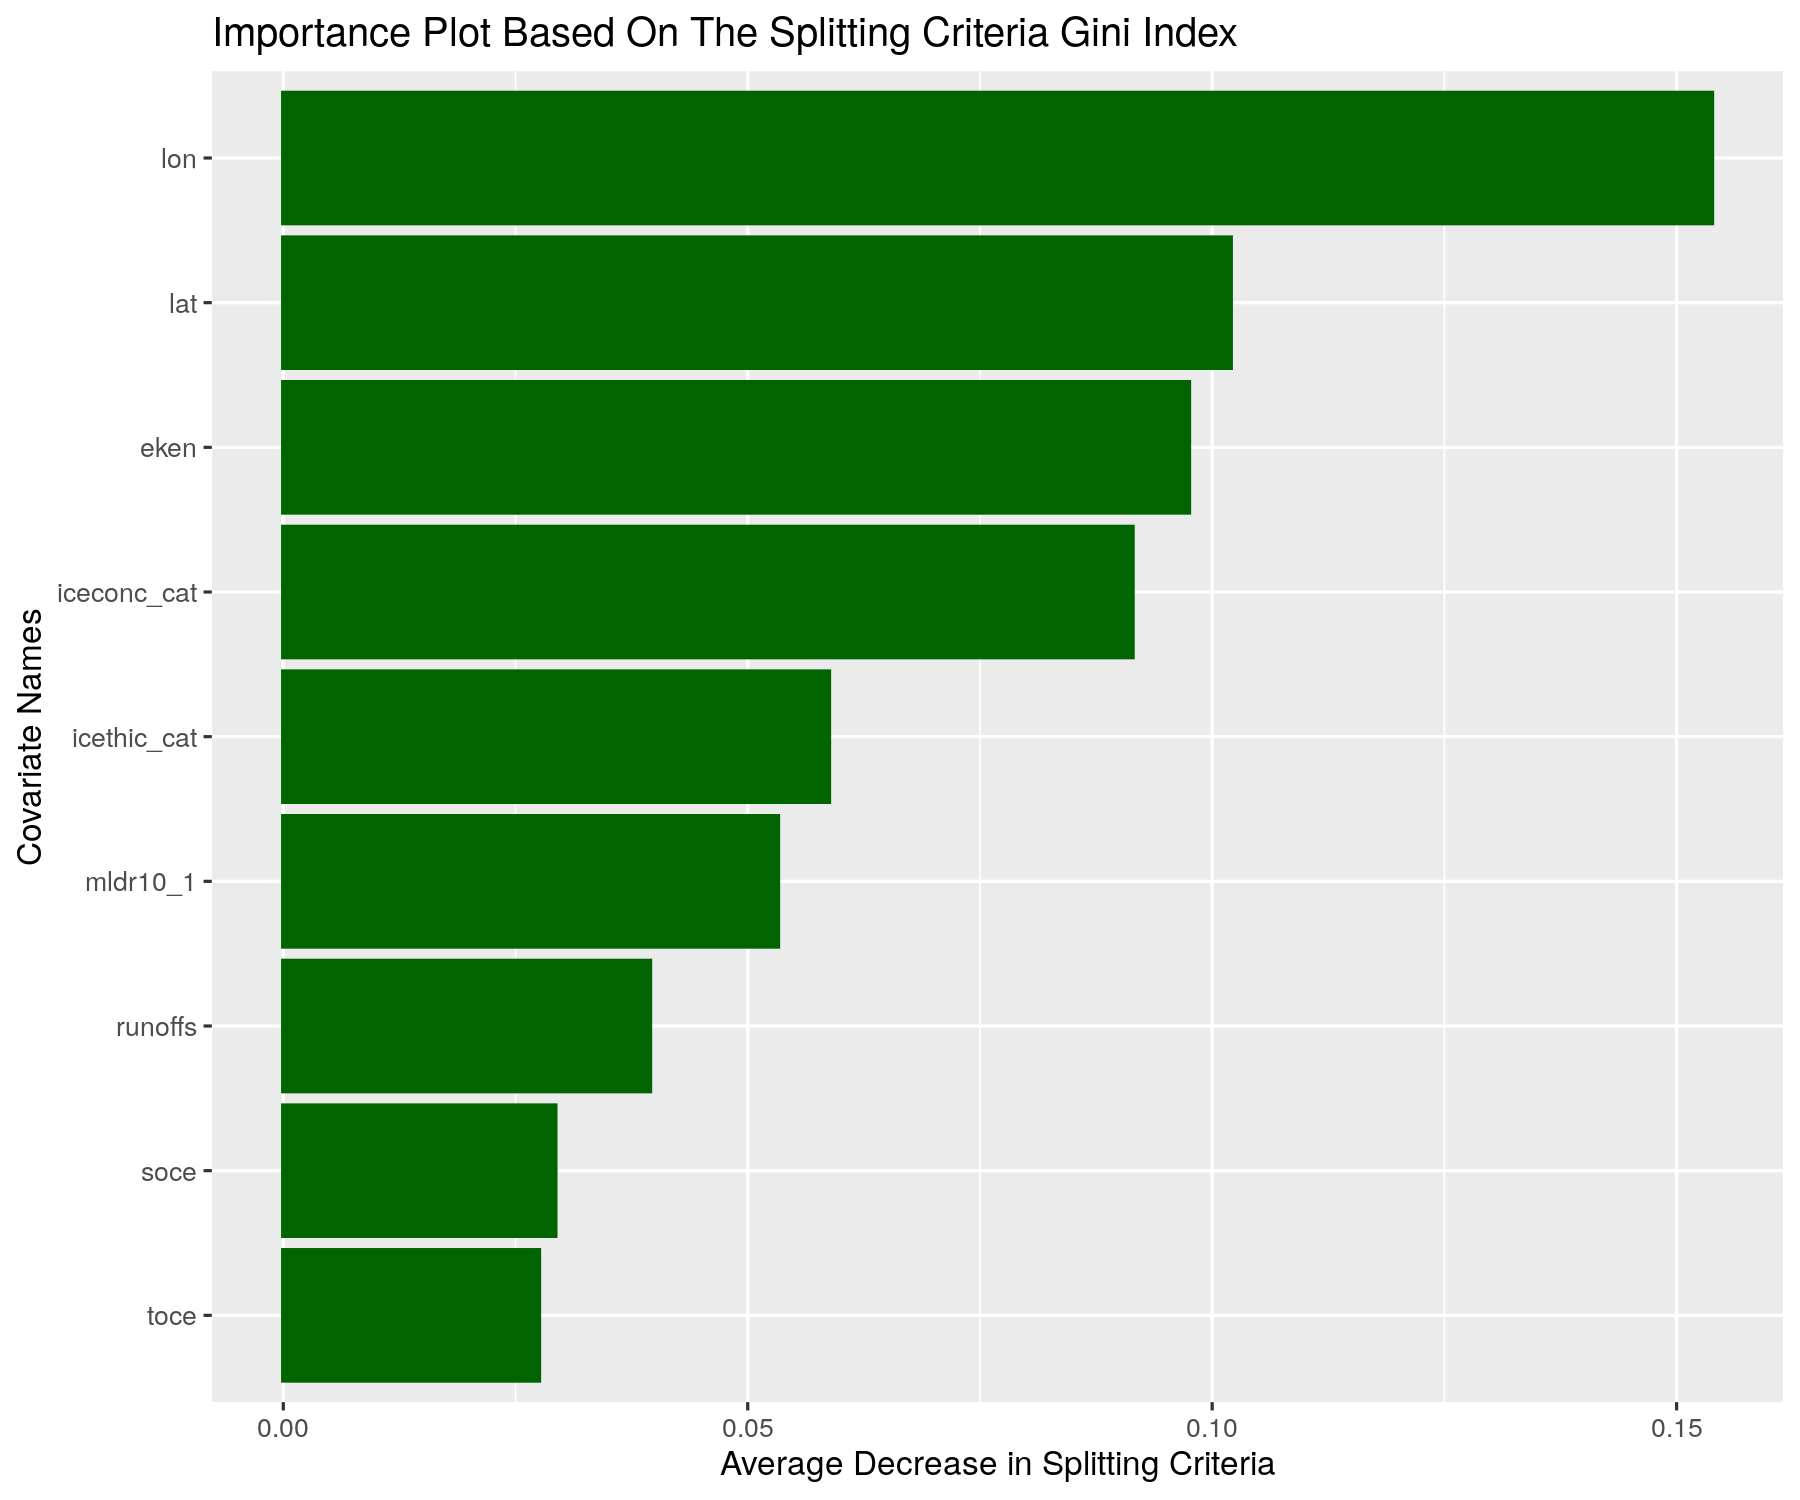 Importance Plot Based On The Splitting Criteria Gini Index
Covariate Names
lon
lat
eken
iceconc_cat
icethic_cat
mldr10_1
runoffs
soce
toce
0.00 0.05 0.10 0.15
Average Decrease in Splitting Criteria